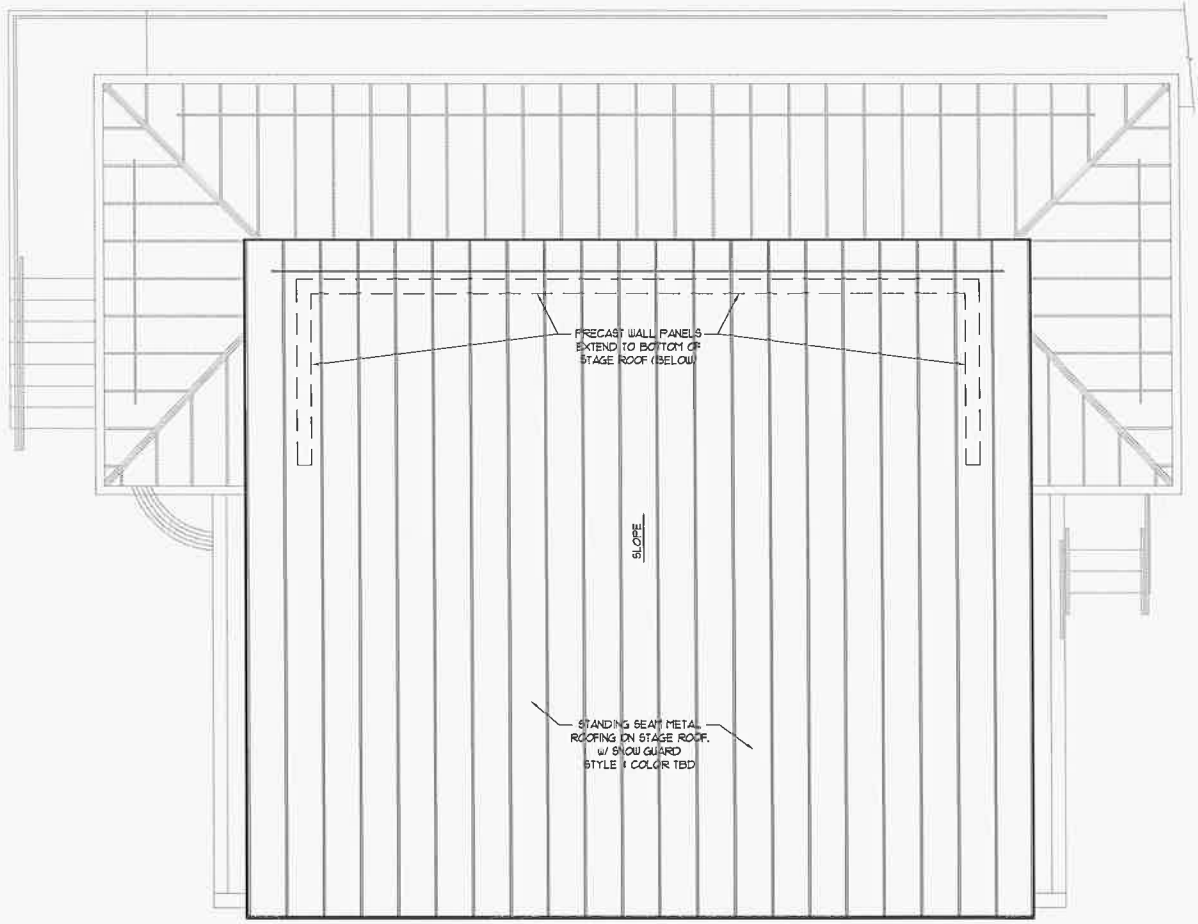 PRECAST WALL PANELS
EXTEND TO BOTTOM OF
STAGE ROOF (BELOW)
SLOPE
STANDING SEAM METAL
ROOFING ON STAGE ROOF.
w/ SNOW GUARD
STYLE & COLOR TBD